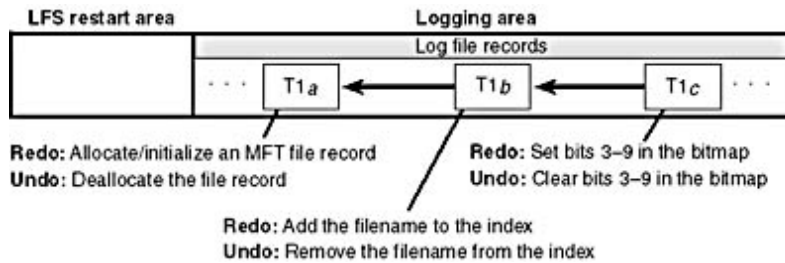 LFS restart area
Logging area
Log file records
· · ·
T1a
T1b
T1c
· · ·
Redo: Allocate/initialize an MFT file record
Undo: Deallocate the file record
Redo: Set bits 3–9 in the bitmap
Undo: Clear bits 3–9 in the bitmap
Redo: Add the filename to the index
Undo: Remove the filename from the index